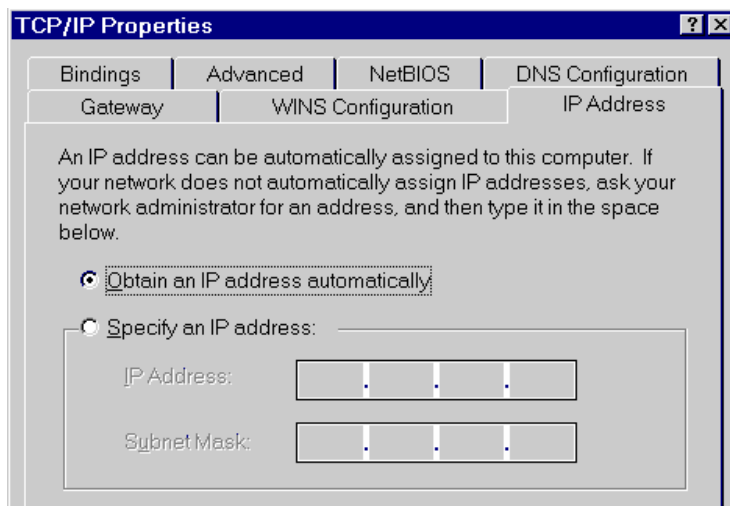 TCP/IP Properties
Bindings Advanced NetBIOS DNS Configuration
Gateway WINS Configuration IP Address
An IP address can be automatically assigned to this computer. If
your network does not automatically assign IP addresses, ask your
network administrator for an address, and then type it in the space
below.
Obtain an IP address automatically
Specify an IP address:
IP Address:
Subnet Mask: